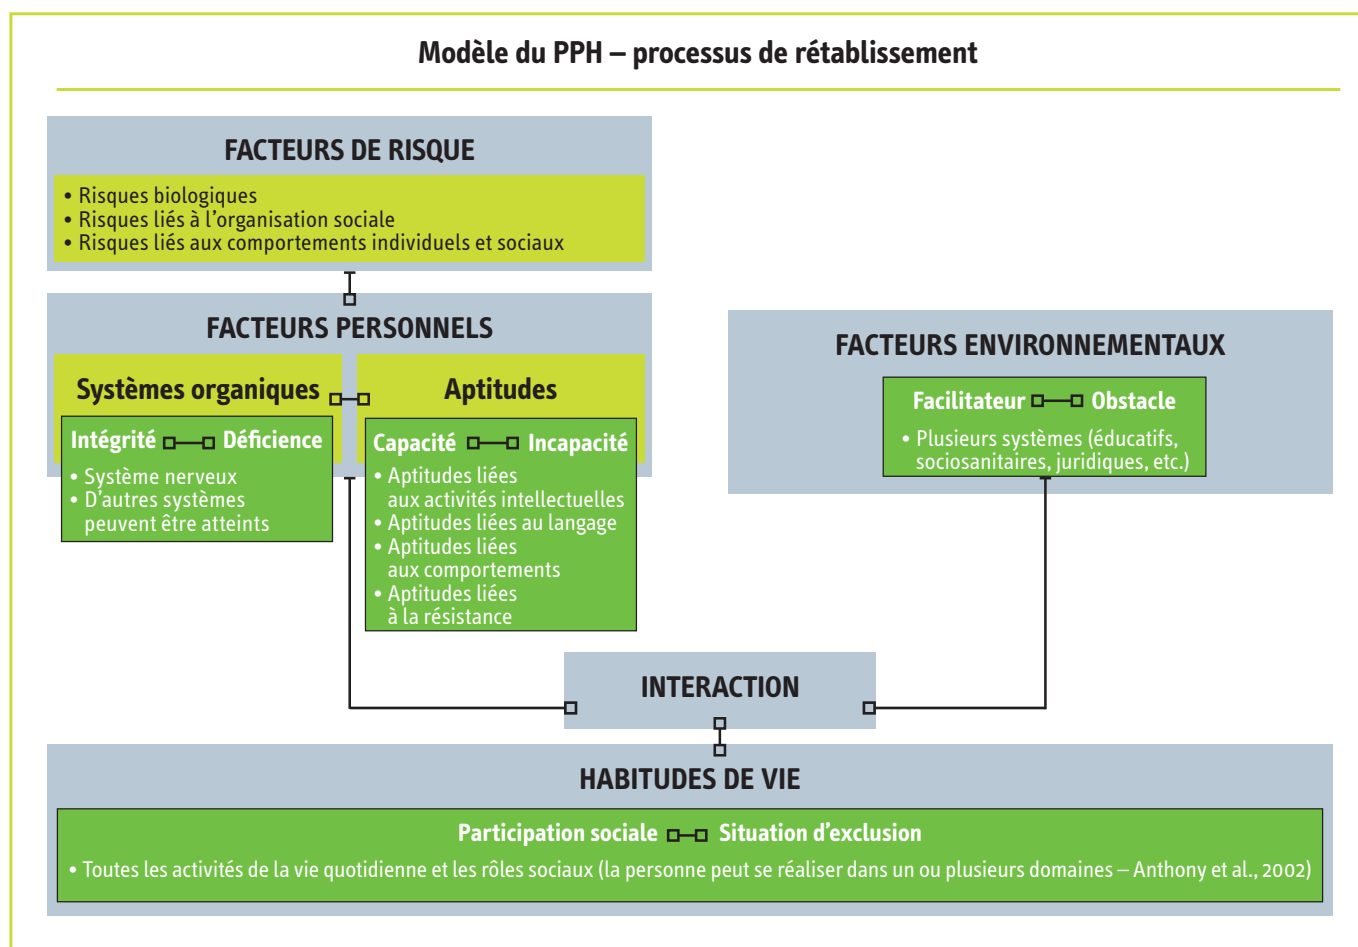 Modèle du PPH – processus de rétablissement
FACTEURS DE RISQUE
• Risques biologiques
• Risques liés à l'organisation sociale
• Risques liés aux comportements individuels et sociaux
FACTEURS PERSONNELS
Systèmes organiques
Intégrité Déficience
• Système nerveux
• D'autres systèmes
peuvent être atteints
Aptitudes
Capacité Incapacité
• Aptitudes liées
aux activités intellectuelles
• Aptitudes liées au langage
• Aptitudes liées
aux comportements
• Aptitudes liées
à la résistance
FACTEURS ENVIRONNEMENTAUX
Facilitateur Obstacle
• Plusieurs systèmes (éducatifs,
sociosanitaires, juridiques, etc.)
INTERACTION
HABITUDES DE VIE
Participation sociale Situation d'exclusion
• Toutes les activités de la vie quotidienne et les rôles sociaux (la personne peut se réaliser dans un ou plusieurs domaines – Anthony et al., 2002)